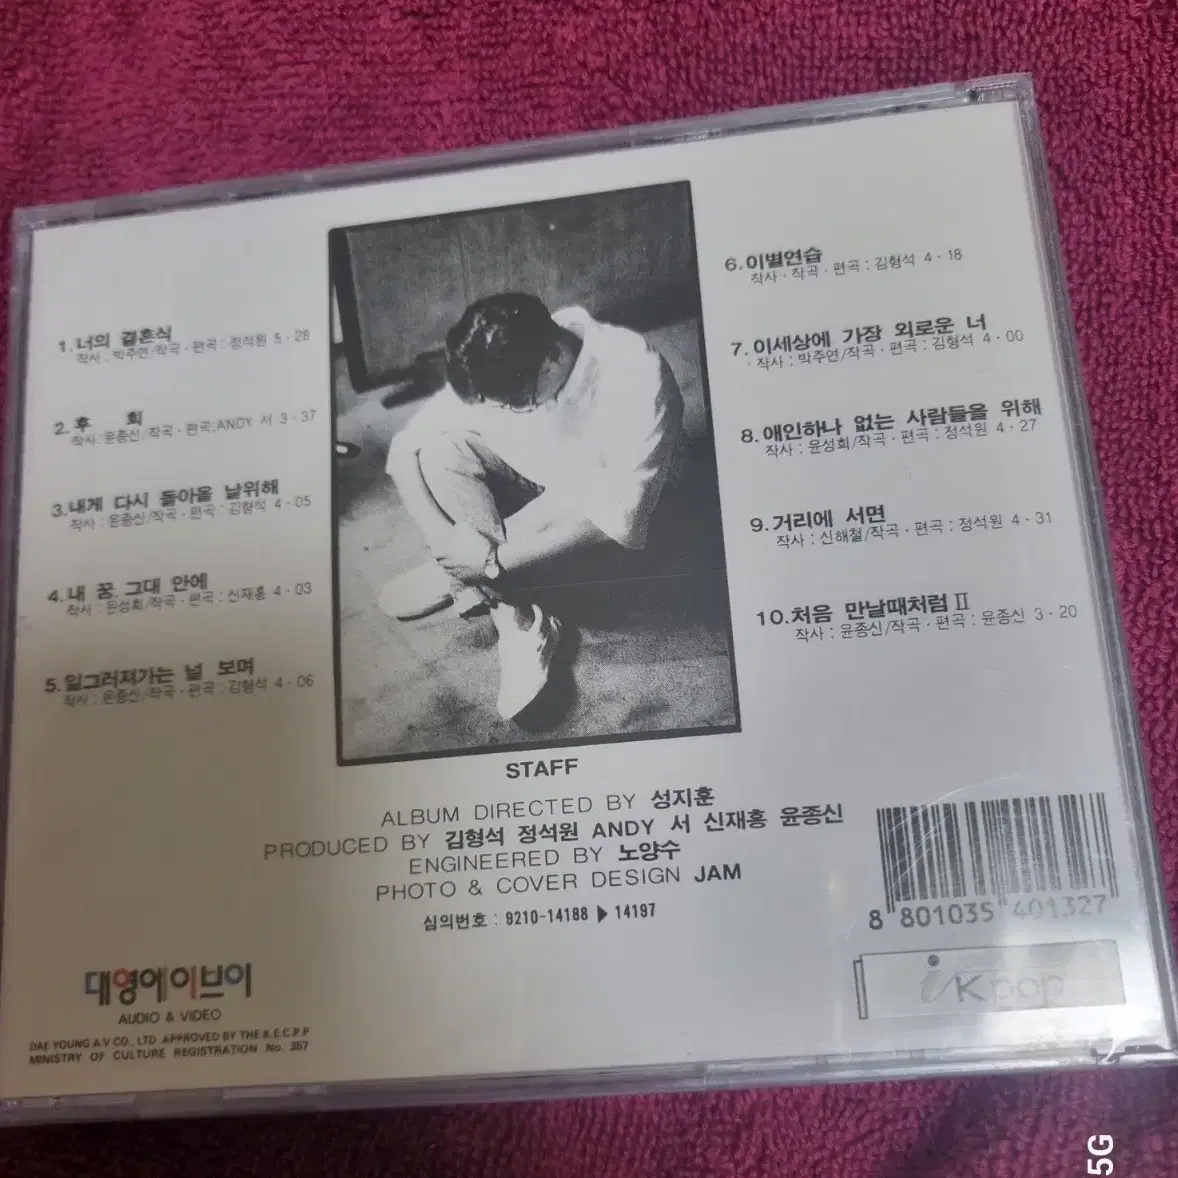 1. 너의 결혼식
작사 : 박주연/작곡 · 편곡 : 정석원 5 · 28
2. 후 회
작사 : 윤종신/작곡 · 편곡 : ANDY 서 3 · 37
3. 내게 다시 돌아올 날위해
작사 : 윤종신/작곡 · 편곡 : 김형석 4 · 05
4. 내 꿈, 그대 안에
작사 : 윤성희/작곡 · 편곡 : 신재홍 4 · 03
5. 일그러져가는 널 보며
작사 : 윤종신/작곡 · 편곡 : 김형석 4 · 06
6. 이별연습
작사 · 작곡 · 편곡 : 김형석 4 · 18
7. 이세상에 가장 외로운 너
작사 : 박주연/작곡 · 편곡 : 김형석 4 · 00
8. 애인하나 없는 사람들을 위해
작사 : 윤성희/작곡 · 편곡 : 정석원 4 · 27
9. 거리에 서면
작사 : 신해철/작곡 · 편곡 : 정석원 4 · 31
10. 처음 만날때처럼 Ⅱ
작사 : 윤종신/작곡 · 편곡 : 윤종신 3 · 20
STAFF
ALBUM DIRECTED BY 성지훈
PRODUCED BY 김형석 정석원 ANDY 서 신재홍 윤종신
ENGINEERED BY 노양수
PHOTO & COVER DESIGN JAM
심의번호 : 9210-14188 ▶ 14197
8 801035 401327
iKpop
대영에이브이
AUDIO & VIDEO
DAE YOUNG A.V CO., LTD APPROVED BY THE K.E.C.P.P
MINISTRY OF CULTURE REGISTRATION No. 357
5G